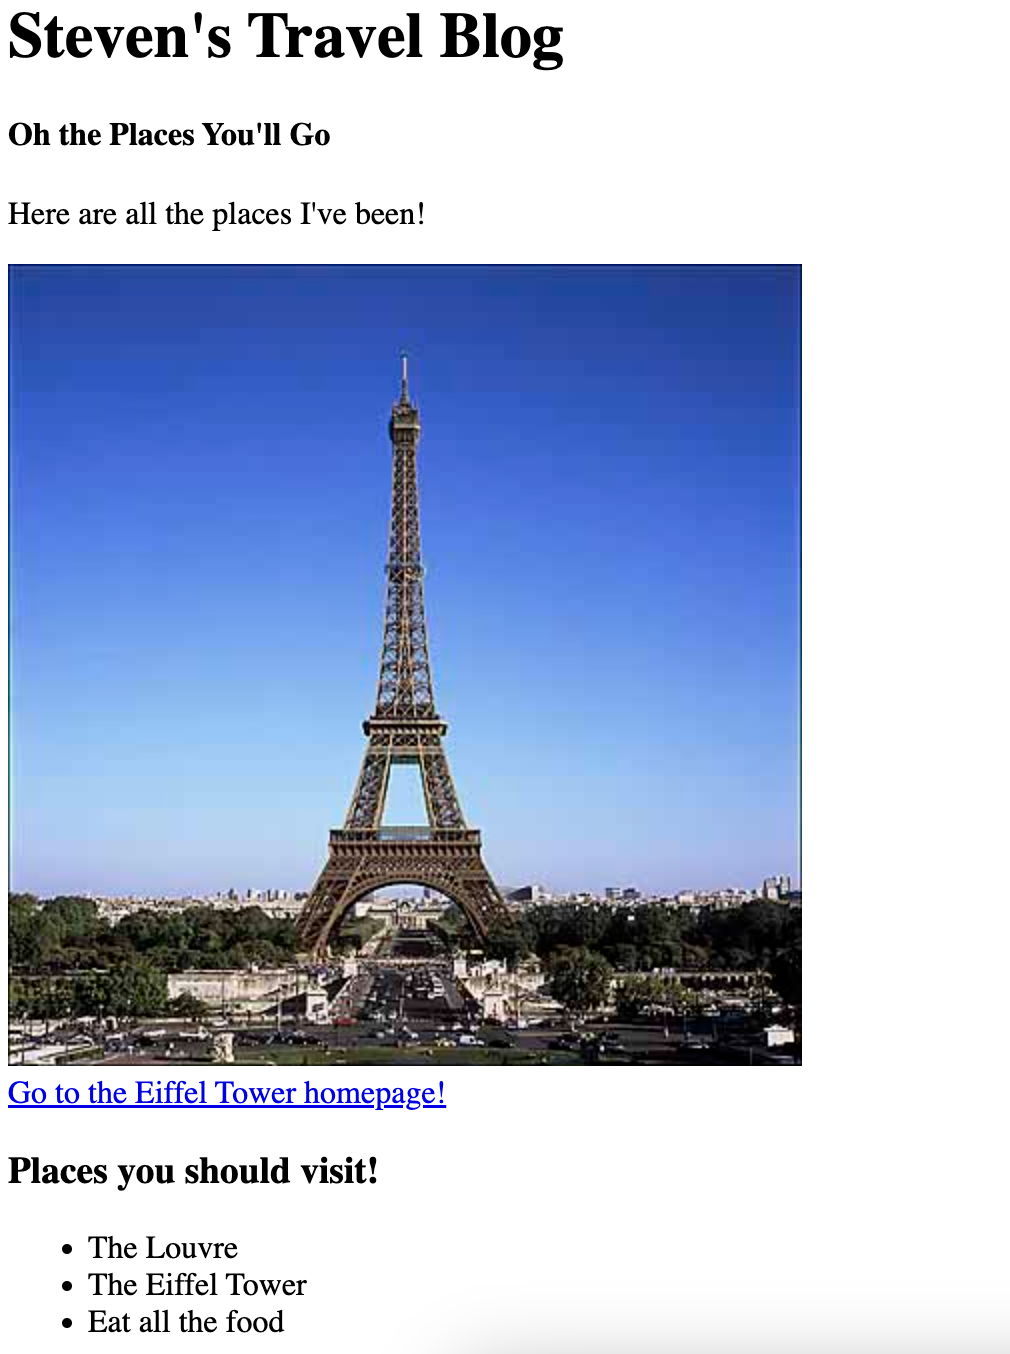 Steven's Travel Blog
Oh the Places You'll Go
Here are all the places I've been!
Go to the Eiffel Tower homepage!
Places you should visit!
The Louvre
The Eiffel Tower
Eat all the food